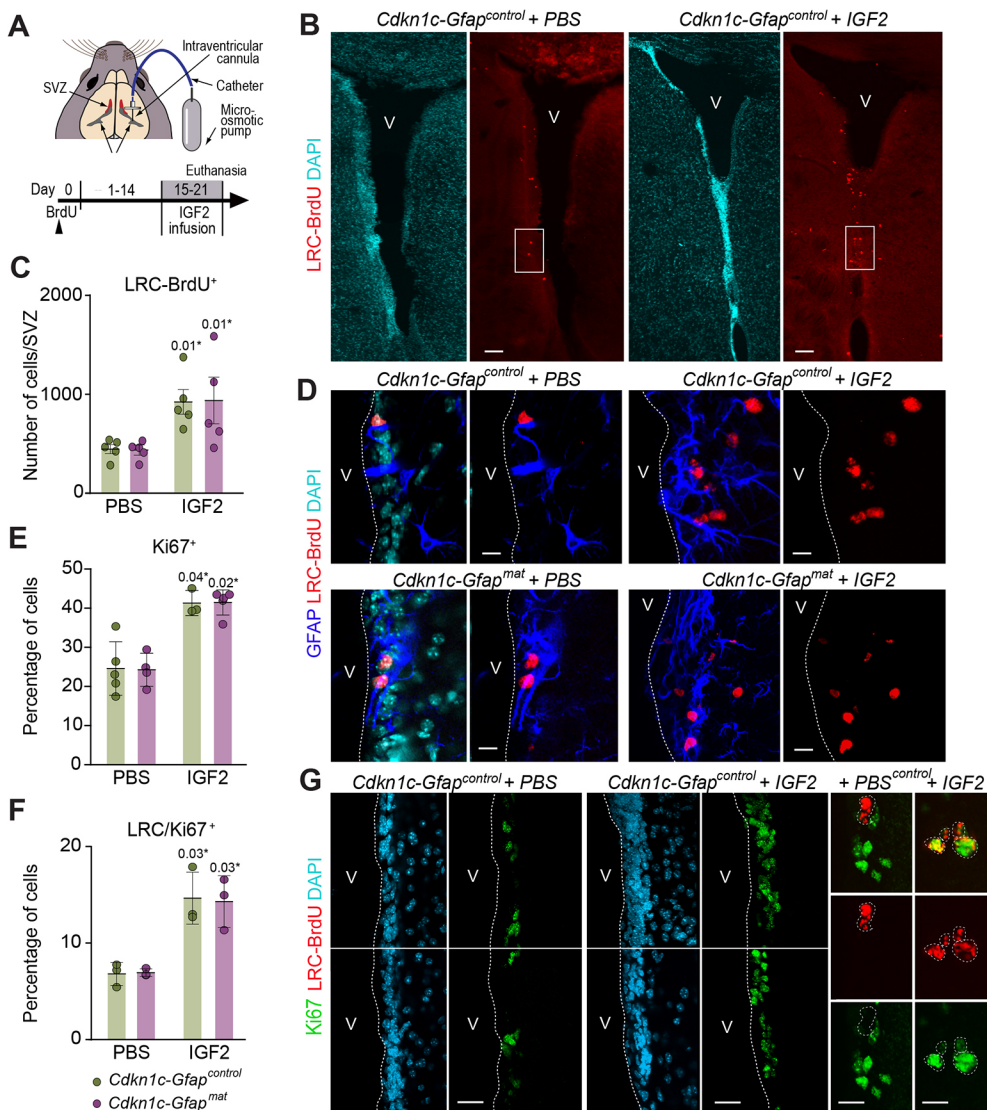 A
Intraventricular
cannula
SVZ
Catheter
Micro-
osmotic
pump
Euthanasia
Day 0 1-14 15-21
BrdU IGF2
infusion
B
Cdkn1c-Gfap^control + PBS
Cdkn1c-Gfap^control + IGF2
LRC-BrdU DAPI
V
V
V
V
C
LRC-BrdU+
Number of cells/SVZ
2000
1000
0
0.01*
0.01*
PBS
IGF2
D
Cdkn1c-Gfap^control + PBS
Cdkn1c-Gfap^control + IGF2
GFAP LRC-BrdU DAPI
V
V
V
V
Cdkn1c-Gfap^mat + PBS
Cdkn1c-Gfap^mat + IGF2
V
V
V
V
E
Ki67+
Percentage of cells
50
40
30
20
10
0
0.04*
0.02*
PBS
IGF2
F
LRC/Ki67+
Percentage of cells
20
10
0
0.03*
0.03*
PBS
IGF2
Cdkn1c-Gfap^control
Cdkn1c-Gfap^mat
G
Cdkn1c-Gfap^control + PBS
Cdkn1c-Gfap^control + IGF2
+ PBS^control + IGF2
Ki67 LRC-BrdU DAPI
V
V
V
V
V
V
V
V